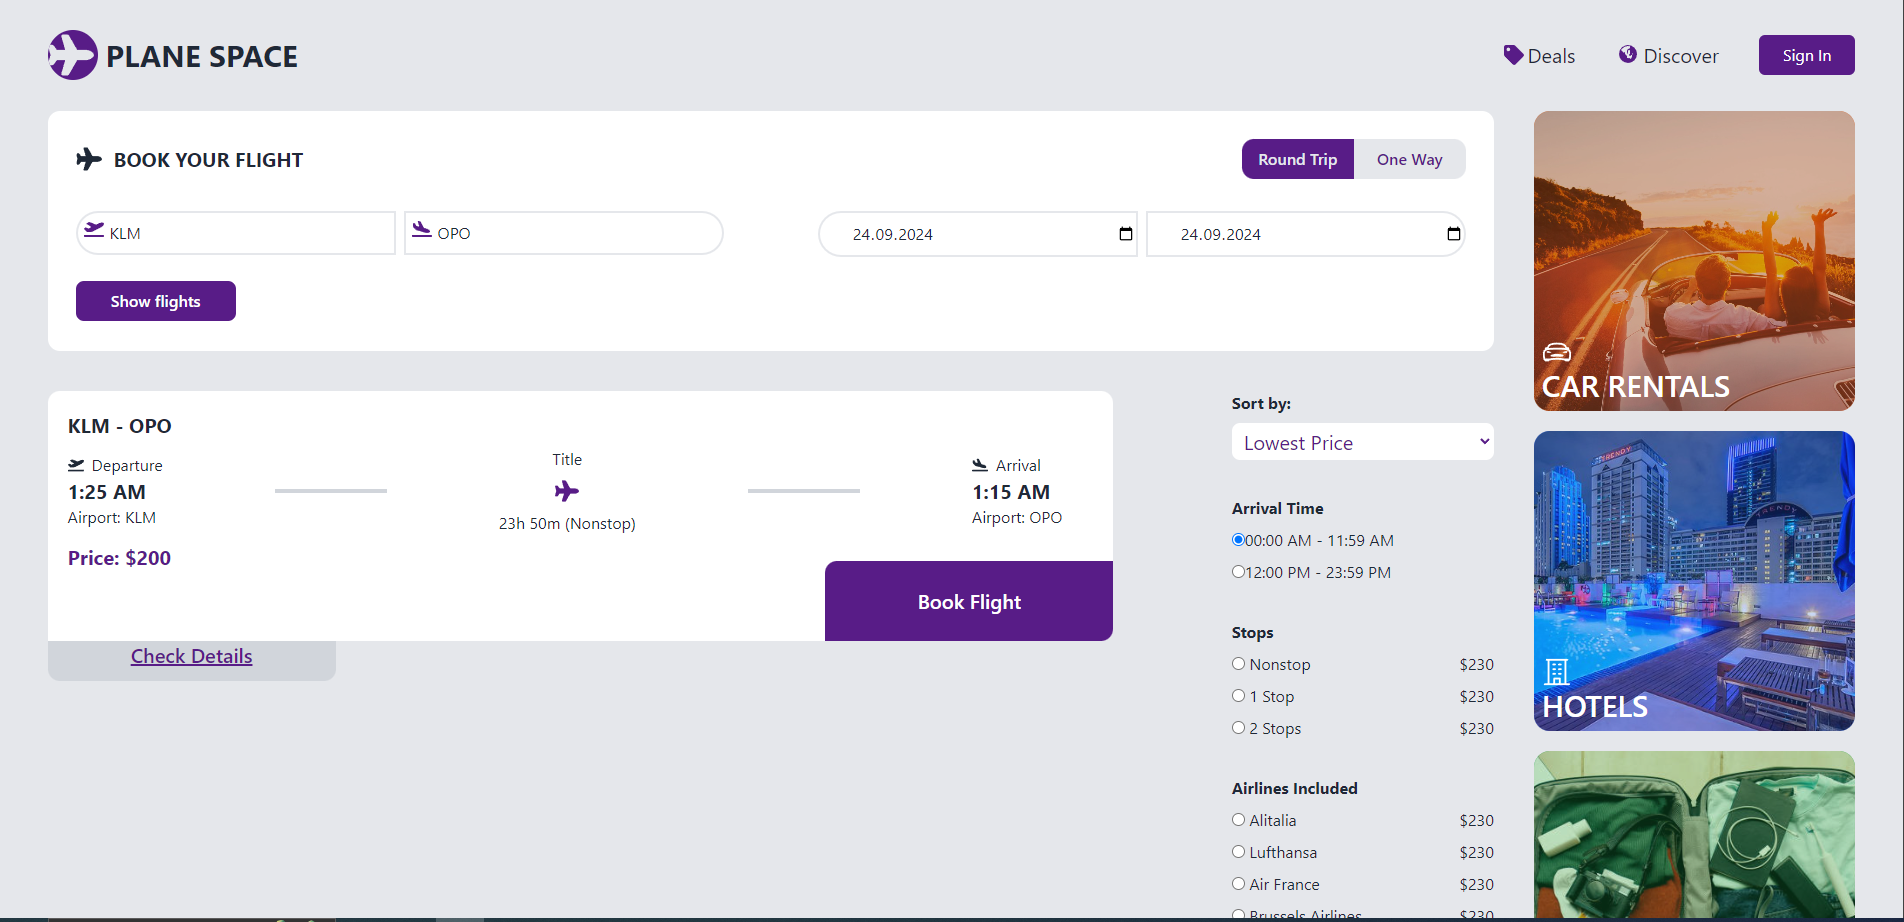 PLANE SPACE
Deals
Discover
Sign In
BOOK YOUR FLIGHT
Round Trip
One Way
KLM
OPO
24.09.2024
24.09.2024
Show flights
KLM - OPO
Departure
1:25 AM
Airport: KLM
Title
23h 50m (Nonstop)
Arrival
1:15 AM
Airport: OPO
Price: $200
Book Flight
Check Details
Sort by:
Lowest Price
Arrival Time
00:00 AM - 11:59 AM
12:00 PM - 23:59 PM
Stops
Nonstop $230
1 Stop $230
2 Stops $230
Airlines Included
Alitalia $230
Lufthansa $230
Air France $230
Brussels Airlines $230
CAR RENTALS
TRENDY
TRENDY
HOTELS